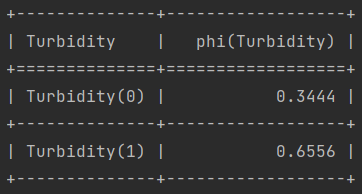 +--------------+------------------+
| Turbidity    |   phi(Turbidity) |
+==============+==================+
| Turbidity(0) |           0.3444 |
+--------------+------------------+
| Turbidity(1) |           0.6556 |
+--------------+------------------+